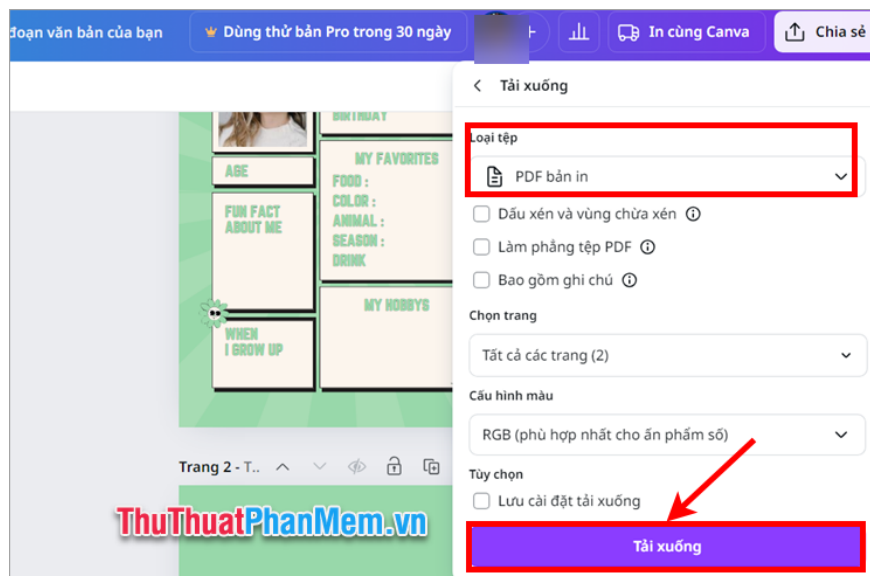 đoạn văn bản của bạn
Dùng thử bản Pro trong 30 ngày
In cùng Canva
Chia sẻ
Tải xuống
Loại tệp
PDF bản in
Dấu xén và vùng chừa xén
Làm phẳng tệp PDF
Bao gồm ghi chú
Chọn trang
Tất cả các trang (2)
Cấu hình màu
RGB (phù hợp nhất cho ấn phẩm số)
Tùy chọn
Lưu cài đặt tải xuống
Tải xuống
BIRTHDAY
AGE
MY FAVORITES
FOOD :
COLOR :
ANIMAL :
SEASON :
DRINK
FUN FACT
ABOUT ME
MY HOBBYS
WHEN
I GROW UP
Trang 2 - T..
ThuThuatPhanMem.vn